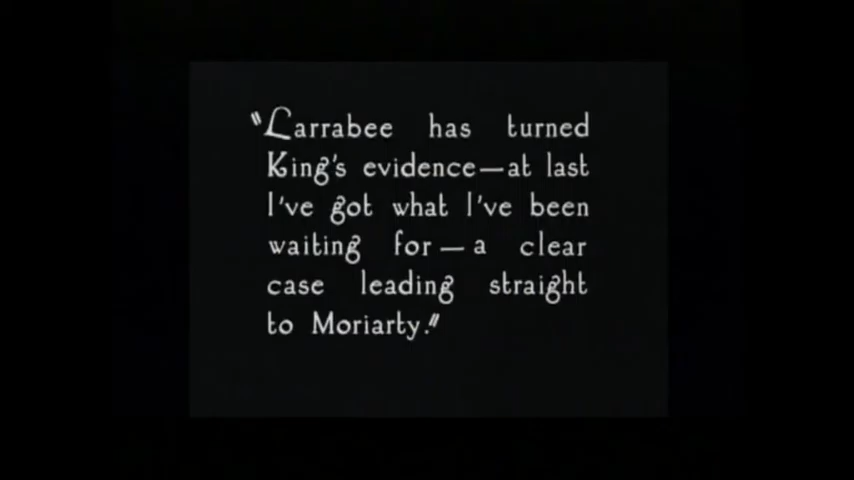 "Larrabee has turned
King's evidence—at last
I've got what I've been
waiting for—a clear
case leading straight
to Moriarty."